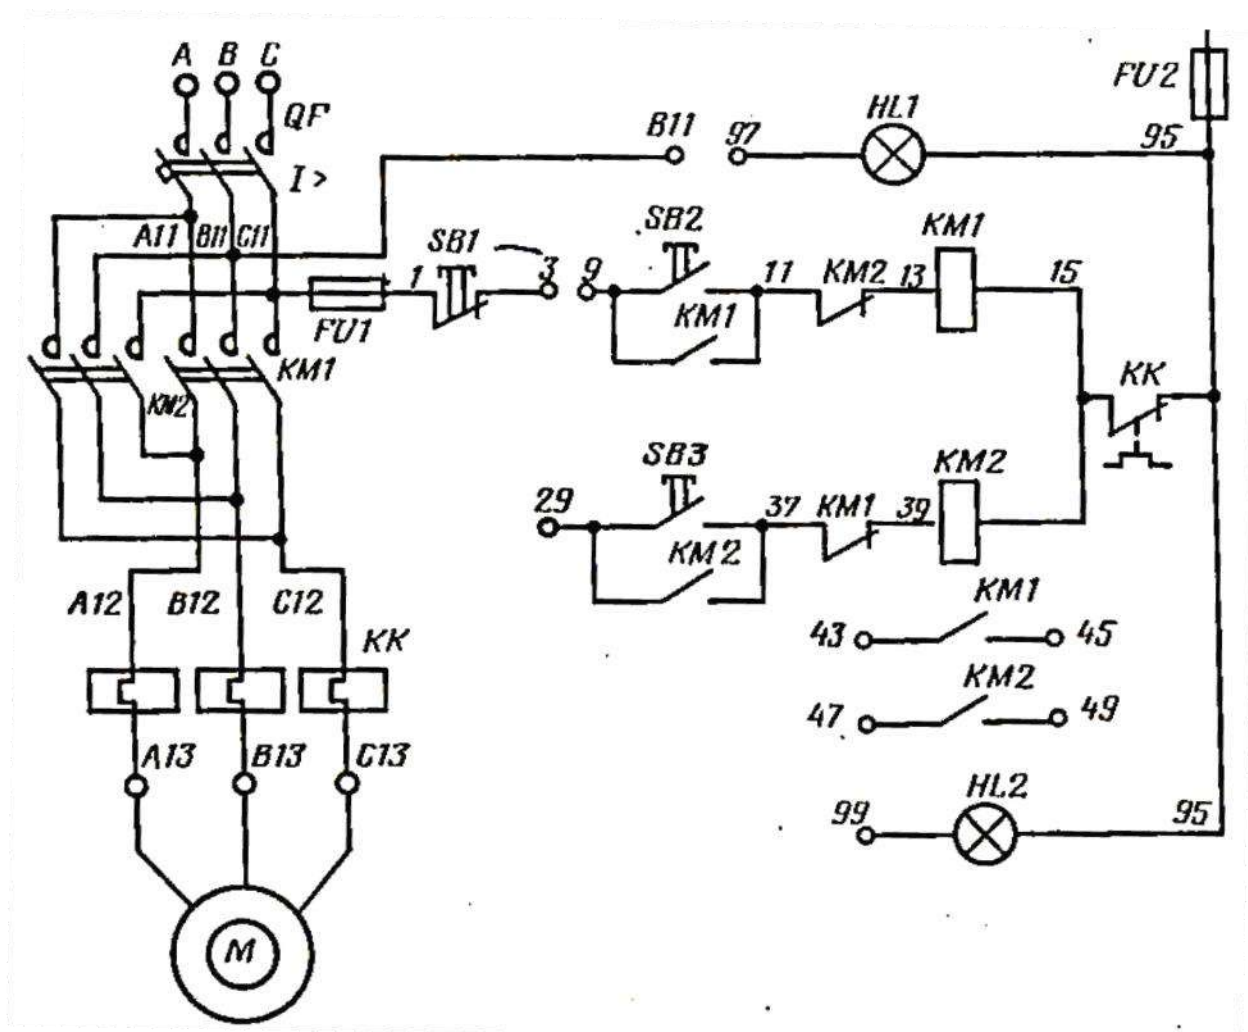 A B C
QF
I >
FU2
B11 97 HL1 95
A11 B11 C11
SB1
1 3 9
SB2
KM1
11 KM2 13 KM1 15
FU1
KM2 KM1
KK
SB3
29 KM2 37 KM1 39 KM2
A12 B12 C12
KK
KM1
43 45
KM2
47 49
A13 B13 C13
HL2
99 95
M